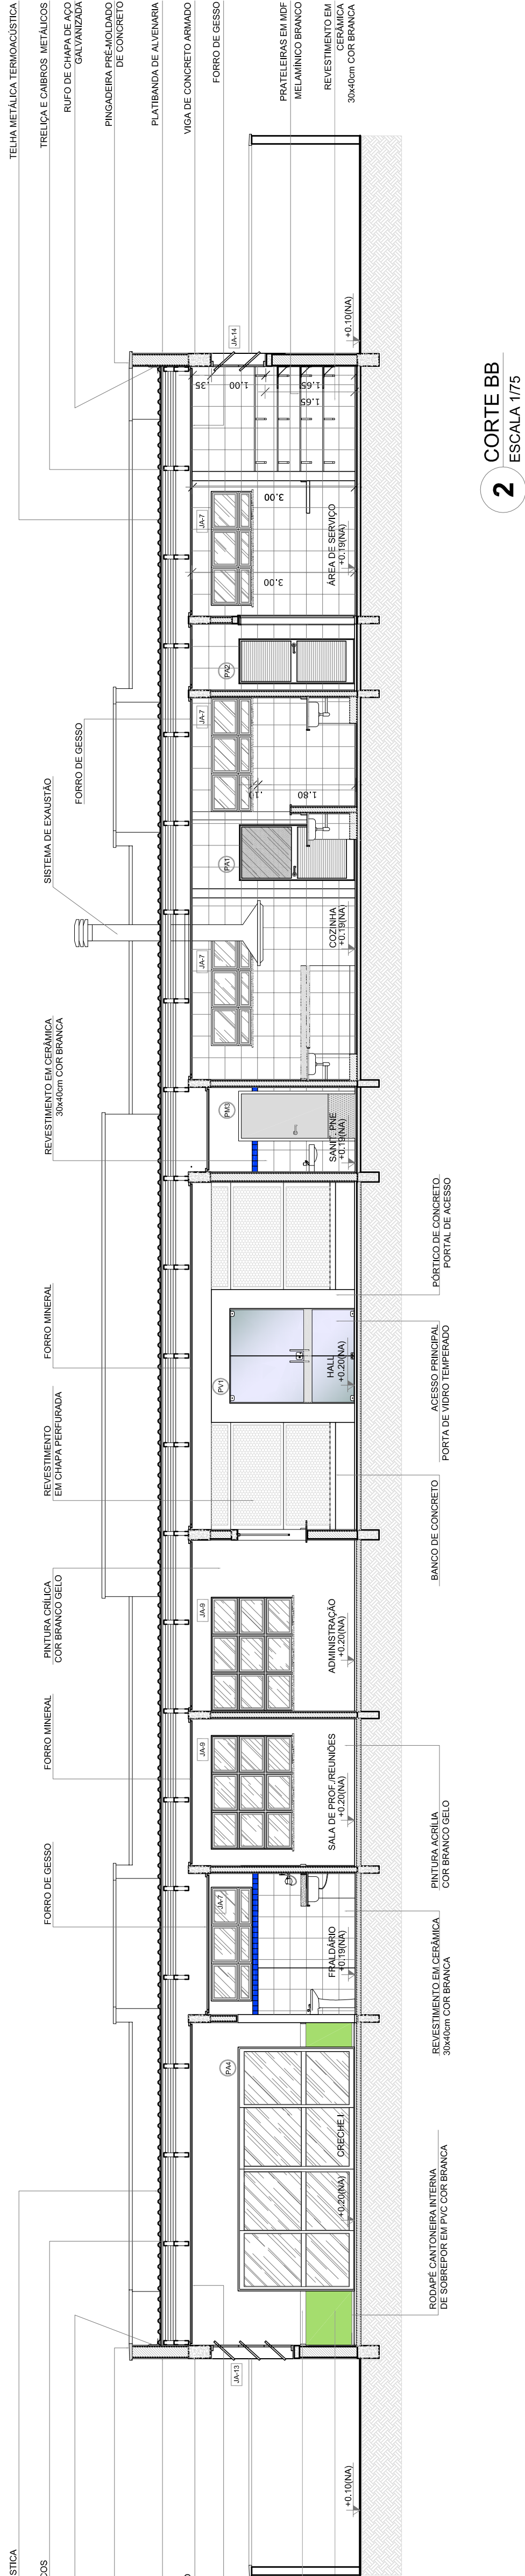 STICA
COS
RODAPÉ CANTONEIRA INTERNA
DE SOBREPOR EM PVC COR BRANCA
FORRO DE GESSO
REVESTIMENTO EM CERÂMICA
30x40cm COR BRANCA
FORRO MINERAL
PINTURA ACRÍLIA
COR BRANCO GELO
PINTURA CRÍLICA
COR BRANCO GELO
REVESTIMENTO
EM CHAPA PERFURADA
BANCO DE CONCRETO
FORRO MINERAL
ACESSO PRINCIPAL
PORTA DE VIDRO TEMPERADO
PÓRTICO DE CONCRETO
PORTAL DE ACESSO
REVESTIMENTO EM CERÂMICA
30x40cm COR BRANCA
SISTEMA DE EXAUSTÃO
FORRO DE GESSO
TELHA METÁLICA TERMOACÚSTICA
TRELIÇA E CAIBROS METÁLICOS
RUFO DE CHAPA DE AÇO
GALVANIZADA
PINGADEIRA PRÉ-MOLDADO
DE CONCRETO
PLATIBANDA DE ALVENARIA
VIGA DE CONCRETO ARMADO
FORRO DE GESSO
PRATELEIRAS EM MDF
MELAMÍNICO BRANCO
REVESTIMENTO EM
CERÂMICA
30x40cm COR BRANCA
+0.10(NA)
JA-13
PA4
CRECHE I
+0.20(NA)
JA-7
FRALDÁRIO
+0.19(NA)
JA-9
SALA DE PROF./REUNIÕES
+0.20(NA)
JA-9
ADMINISTRAÇÃO
+0.20(NA)
PV1
HALL
+0.20(NA)
PM3
SANIT. PNE
+0.19(NA)
JA-7
COZINHA
+0.19(NA)
PA1
JA-7
.10
1.80
PA2
JA-7
3.00
3.00
ÁREA DE SERVIÇO
+0.19(NA)
.35
1.00
1.65
1.65
JA-14
+0.10(NA)
2
CORTE BB
ESCALA 1/75